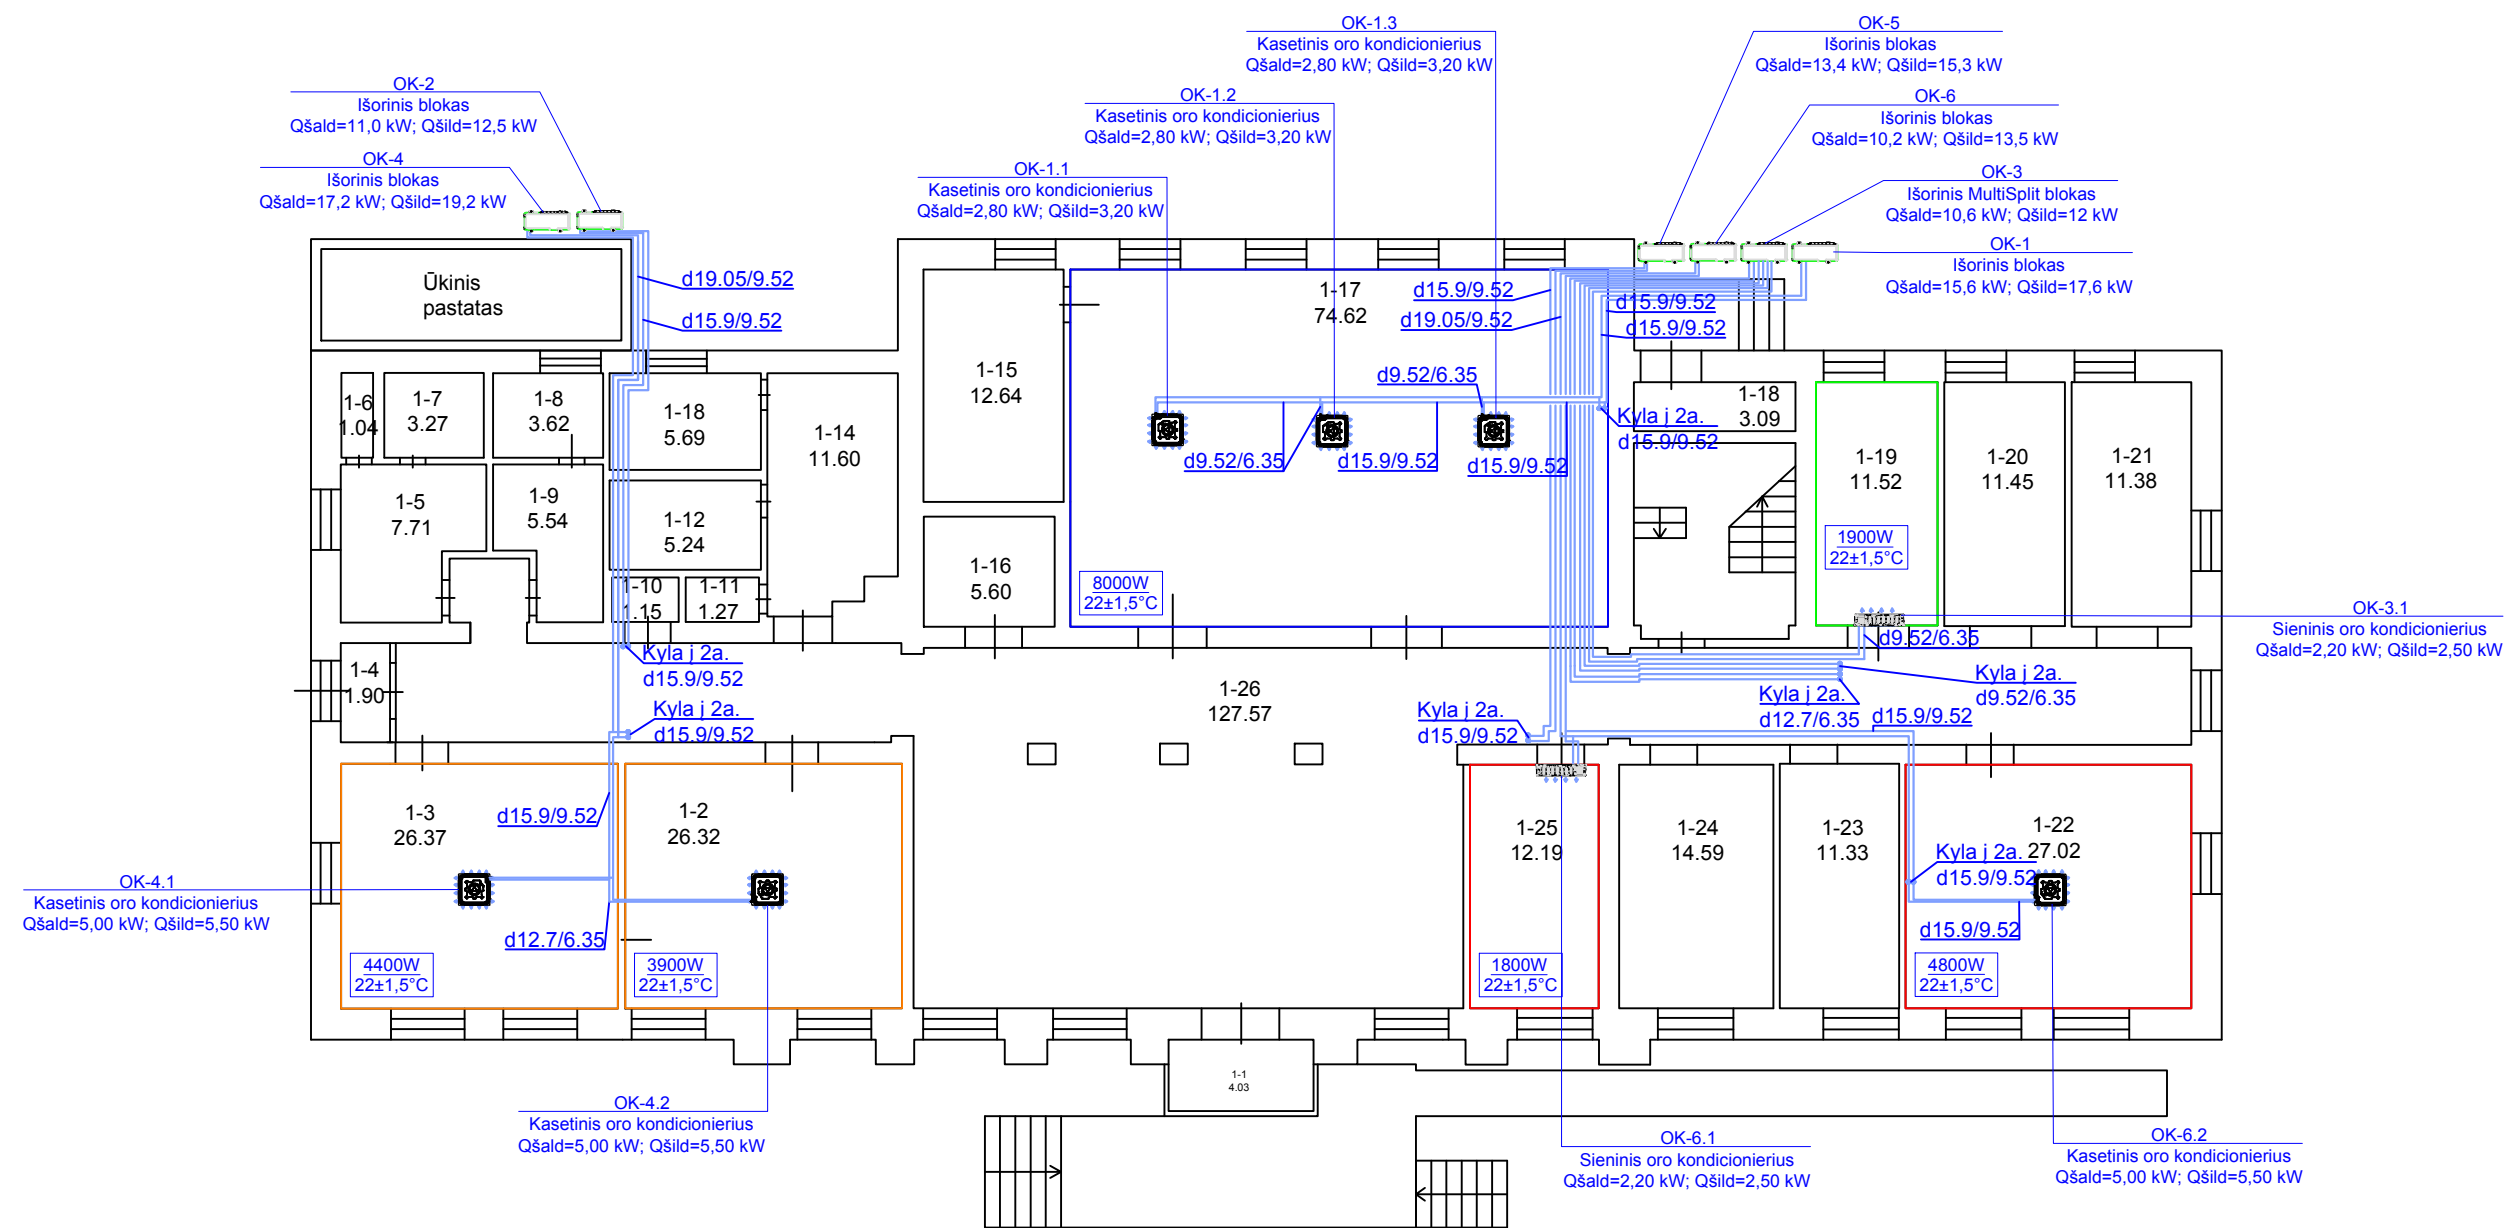 OK-1.3
Kasetinis oro kondicionierius
Qšald=2,80 kW; Qšild=3,20 kW
OK-5
Išorinis blokas
Qšald=13,4 kW; Qšild=15,3 kW
OK-2
Išorinis blokas
Qšald=11,0 kW; Qšild=12,5 kW
OK-1.2
Kasetinis oro kondicionierius
Qšald=2,80 kW; Qšild=3,20 kW
OK-6
Išorinis blokas
Qšald=10,2 kW; Qšild=13,5 kW
OK-4
Išorinis blokas
Qšald=17,2 kW; Qšild=19,2 kW
OK-1.1
Kasetinis oro kondicionierius
Qšald=2,80 kW; Qšild=3,20 kW
OK-3
Išorinis MultiSplit blokas
Qšald=10,6 kW; Qšild=12 kW
OK-1
Išorinis blokas
Qšald=15,6 kW; Qšild=17,6 kW
Ūkinis
pastatas
d19.05/9.52
d15.9/9.52
1-17
74.62
d15.9/9.52
d19.05/9.52
d15.9/9.52
d15.9/9.52
1-6
1.04
1-7
3.27
1-8
3.62
1-18
5.69
1-14
11.60
1-15
12.64
d9.52/6.35
Kyla į 2a.
d15.9/9.52
d9.52/6.35
d15.9/9.52
d15.9/9.52
1-18
3.09
1-19
11.52
1-20
11.45
1-21
11.38
1-5
7.71
1-9
5.54
1-12
5.24
1-10
1.15
1-11
1.27
1-16
5.60
8000W
22±1,5°C
1900W
22±1,5°C
OK-3.1
Sieninis oro kondicionierius
Qšald=2,20 kW; Qšild=2,50 kW
d9.52/6.35
1-4
1.90
Kyla į 2a.
d15.9/9.52
Kyla į 2a.
d15.9/9.52
1-26
127.57
Kyla į 2a.
d15.9/9.52
Kyla į 2a.
d12.7/6.35
Kyla į 2a.
d9.52/6.35
d15.9/9.52
1-3
26.37
d15.9/9.52
1-2
26.32
1-25
12.19
1-24
14.59
1-23
11.33
1-22
27.02
Kyla į 2a.
d15.9/9.52
OK-4.1
Kasetinis oro kondicionierius
Qšald=5,00 kW; Qšild=5,50 kW
d12.7/6.35
d15.9/9.52
4400W
22±1,5°C
3900W
22±1,5°C
1800W
22±1,5°C
4800W
22±1,5°C
1-1
4.03
OK-4.2
Kasetinis oro kondicionierius
Qšald=5,00 kW; Qšild=5,50 kW
OK-6.1
Sieninis oro kondicionierius
Qšald=2,20 kW; Qšild=2,50 kW
OK-6.2
Kasetinis oro kondicionierius
Qšald=5,00 kW; Qšild=5,50 kW